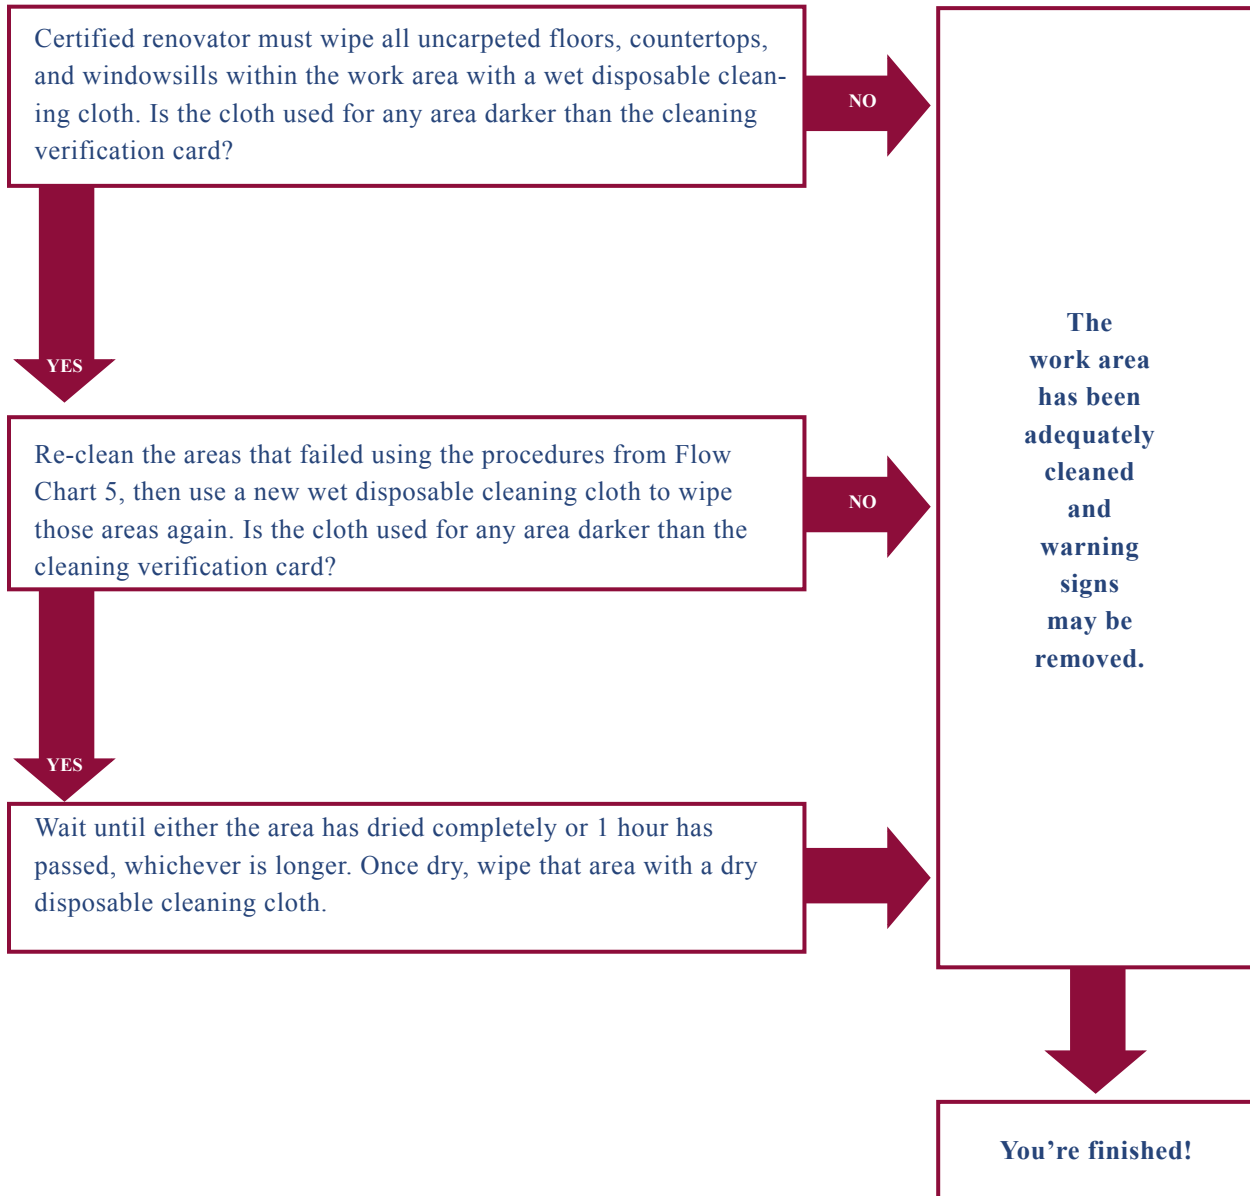 Certified renovator must wipe all uncarpeted floors, countertops,
and windowsills within the work area with a wet disposable clean-
ing cloth. Is the cloth used for any area darker than the cleaning
verification card?
NO
YES
Re-clean the areas that failed using the procedures from Flow
Chart 5, then use a new wet disposable cleaning cloth to wipe
those areas again. Is the cloth used for any area darker than the
cleaning verification card?
NO
YES
Wait until either the area has dried completely or 1 hour has
passed, whichever is longer. Once dry, wipe that area with a dry
disposable cleaning cloth.
The
work area
has been
adequately
cleaned
and
warning
signs
may be
removed.
You’re finished!